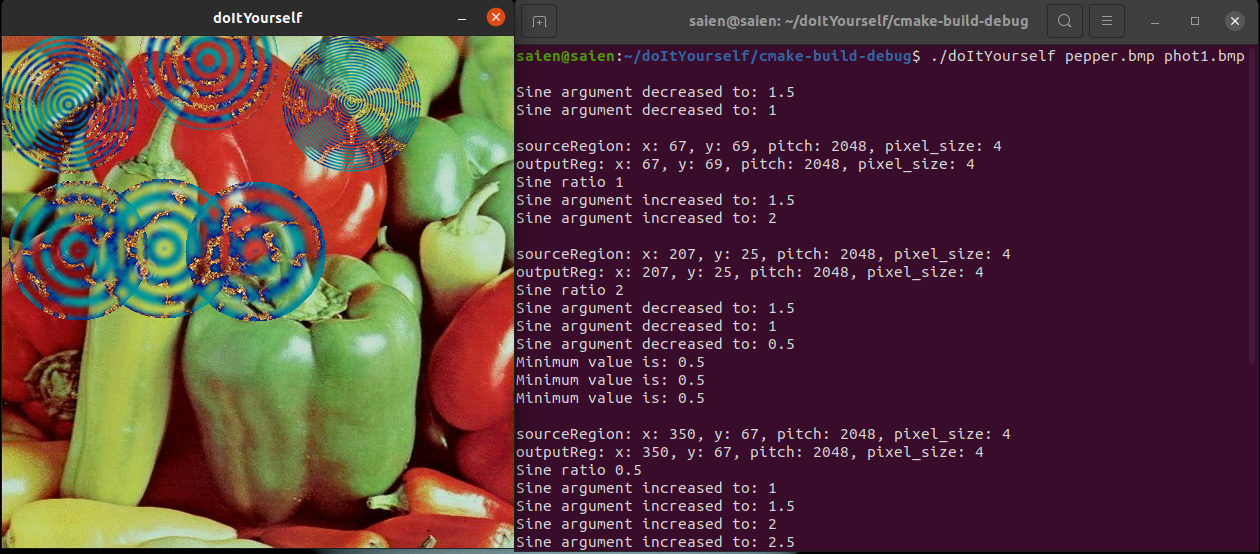 doItYourself
saien@saien: ~/doItYourself/cmake-build-debug
saien@saien:~/doItYourself/cmake-build-debug$ ./doItYourself pepper.bmp phot1.bmp
Sine argument decreased to: 1.5
Sine argument decreased to: 1
sourceRegion: x: 67, y: 69, pitch: 2048, pixel_size: 4
outputReg: x: 67, y: 69, pitch: 2048, pixel_size: 4
Sine ratio 1
Sine argument increased to: 1.5
Sine argument increased to: 2
sourceRegion: x: 207, y: 25, pitch: 2048, pixel_size: 4
outputReg: x: 207, y: 25, pitch: 2048, pixel_size: 4
Sine ratio 2
Sine argument decreased to: 1.5
Sine argument decreased to: 1
Sine argument decreased to: 0.5
Minimum value is: 0.5
Minimum value is: 0.5
Minimum value is: 0.5
sourceRegion: x: 350, y: 67, pitch: 2048, pixel_size: 4
outputReg: x: 350, y: 67, pitch: 2048, pixel_size: 4
Sine ratio 0.5
Sine argument increased to: 1
Sine argument increased to: 1.5
Sine argument increased to: 2
Sine argument increased to: 2.5